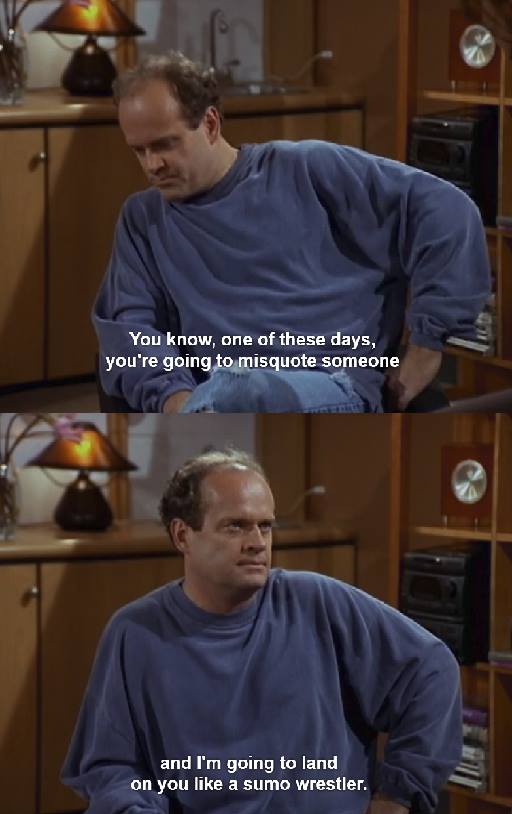 You know, one of these days,
you're going to misquote someone
and I'm going to land
on you like a sumo wrestler.